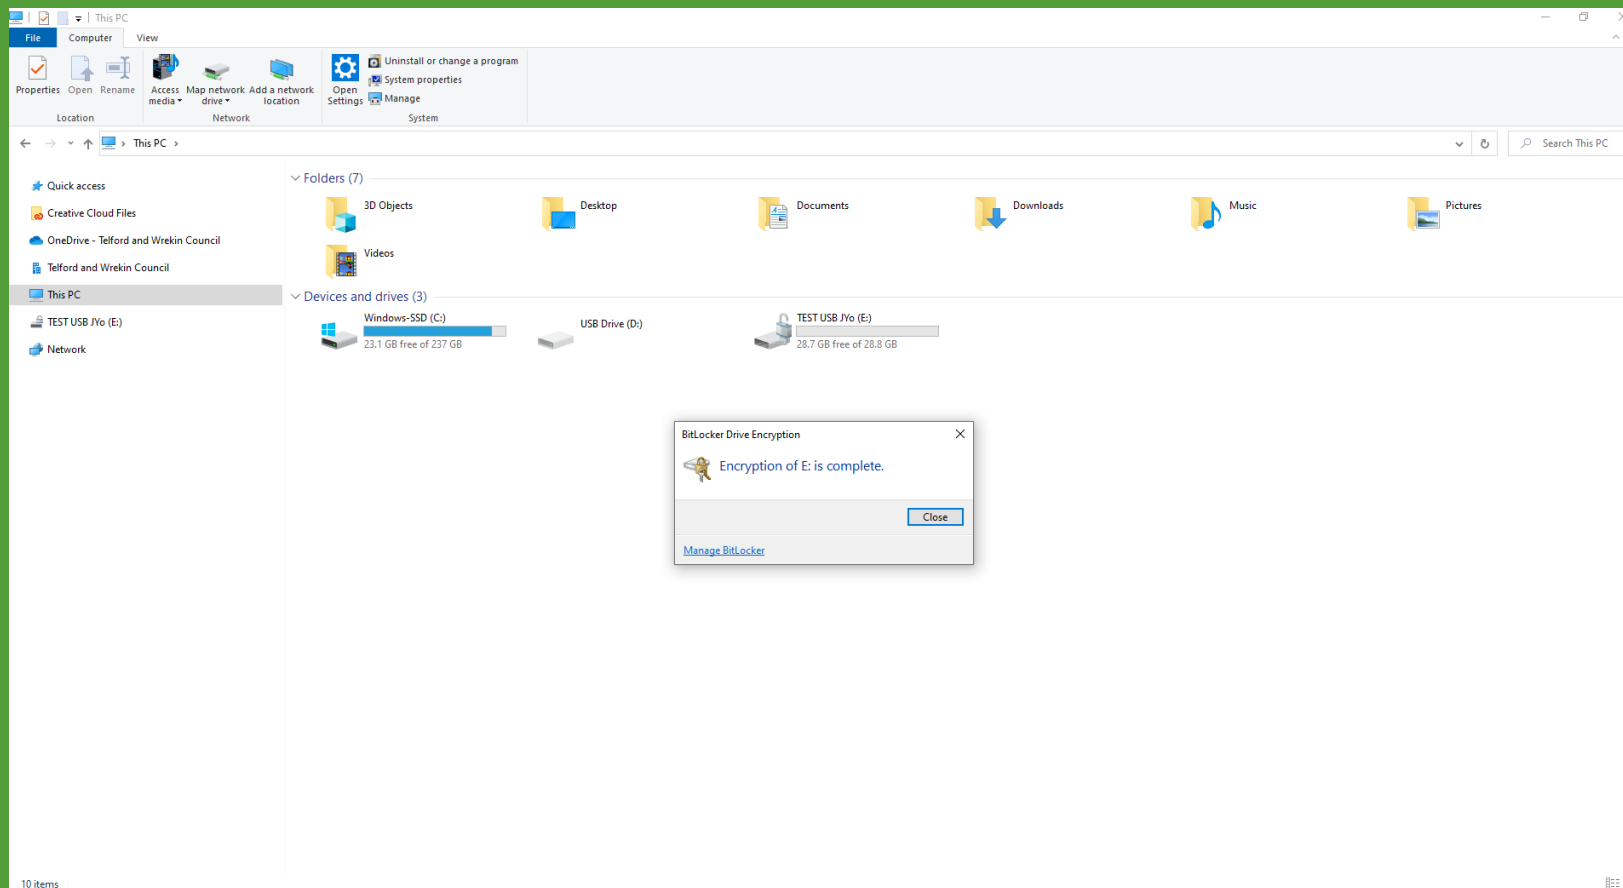 This PC
File Computer View
Properties Open Rename Access media Map network drive Add a network location Open Settings
Uninstall or change a program
System properties
Manage
Location Network System
This PC
Search This PC
Quick access
Creative Cloud Files
OneDrive - Telford and Wrekin Council
Telford and Wrekin Council
This PC
TEST USB JYo (E:)
Network
Folders (7)
3D Objects
Desktop
Documents
Downloads
Music
Pictures
Videos
Devices and drives (3)
Windows-SSD (C:)
23.1 GB free of 237 GB
USB Drive (D:)
TEST USB JYo (E:)
28.7 GB free of 28.8 GB
BitLocker Drive Encryption
Encryption of E: is complete.
Close
Manage BitLocker
10 items